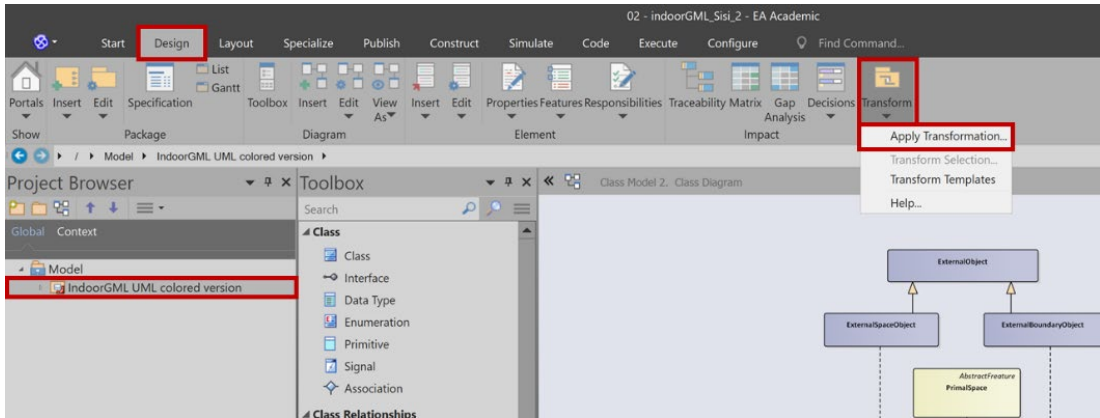 02 - indoorGML_Sisi_2 - EA Academic
Start Design Layout Specialize Publish Construct Simulate Code Execute Configure Find Command...
List
Gantt
Portals Insert Edit Specification Toolbox Insert Edit View As Insert Edit Properties Features Responsibilities Traceability Matrix Gap Analysis Decisions Transform
Show Package Diagram Element Impact
Apply Transformation...
Transform Selection...
Transform Templates
Help...
/ Model IndoorGML UML colored version
Project Browser
Global Context
Model
IndoorGML UML colored version
Toolbox
Search
Class
Class
Interface
Data Type
Enumeration
Primitive
Signal
Association
Class Relationships
Class Model 2. Class Diagram
ExternalObject
ExternalSpaceObject ExternalBoundaryObject
AbstractFreature
PrimalSpace